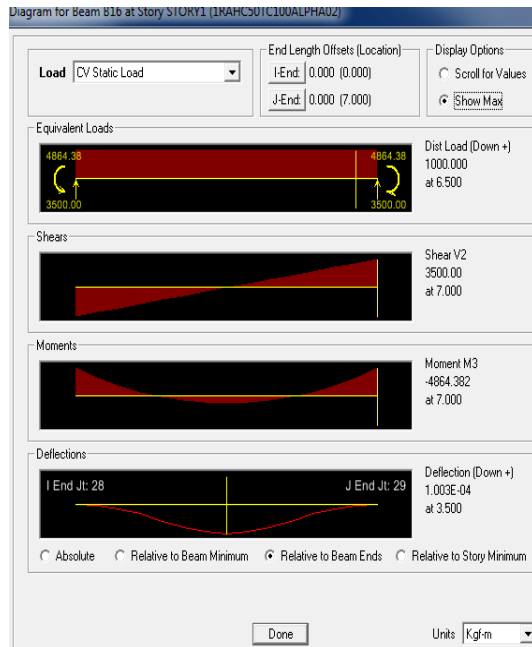 Diagram for Beam B16 at Story STORY1 (1RAHC50TC100ALPHA02)
Load CV Static Load
End Length Offsets (Location)
I-End: 0.000 (0.000)
J-End: 0.000 (7.000)
Display Options
Scroll for Values
Show Max
Equivalent Loads
4864.38 4864.38
3500.00 3500.00
Dist Load (Down +)
1000.000
at 6.500
Shears
Shear V2
3500.00
at 7.000
Moments
Moment M3
-4864.382
at 7.000
Deflections
I End Jt: 28 J End Jt: 29
Deflection (Down +)
1.003E-04
at 3.500
Absolute Relative to Beam Minimum Relative to Beam Ends Relative to Story Minimum
Done Units Kgf-m